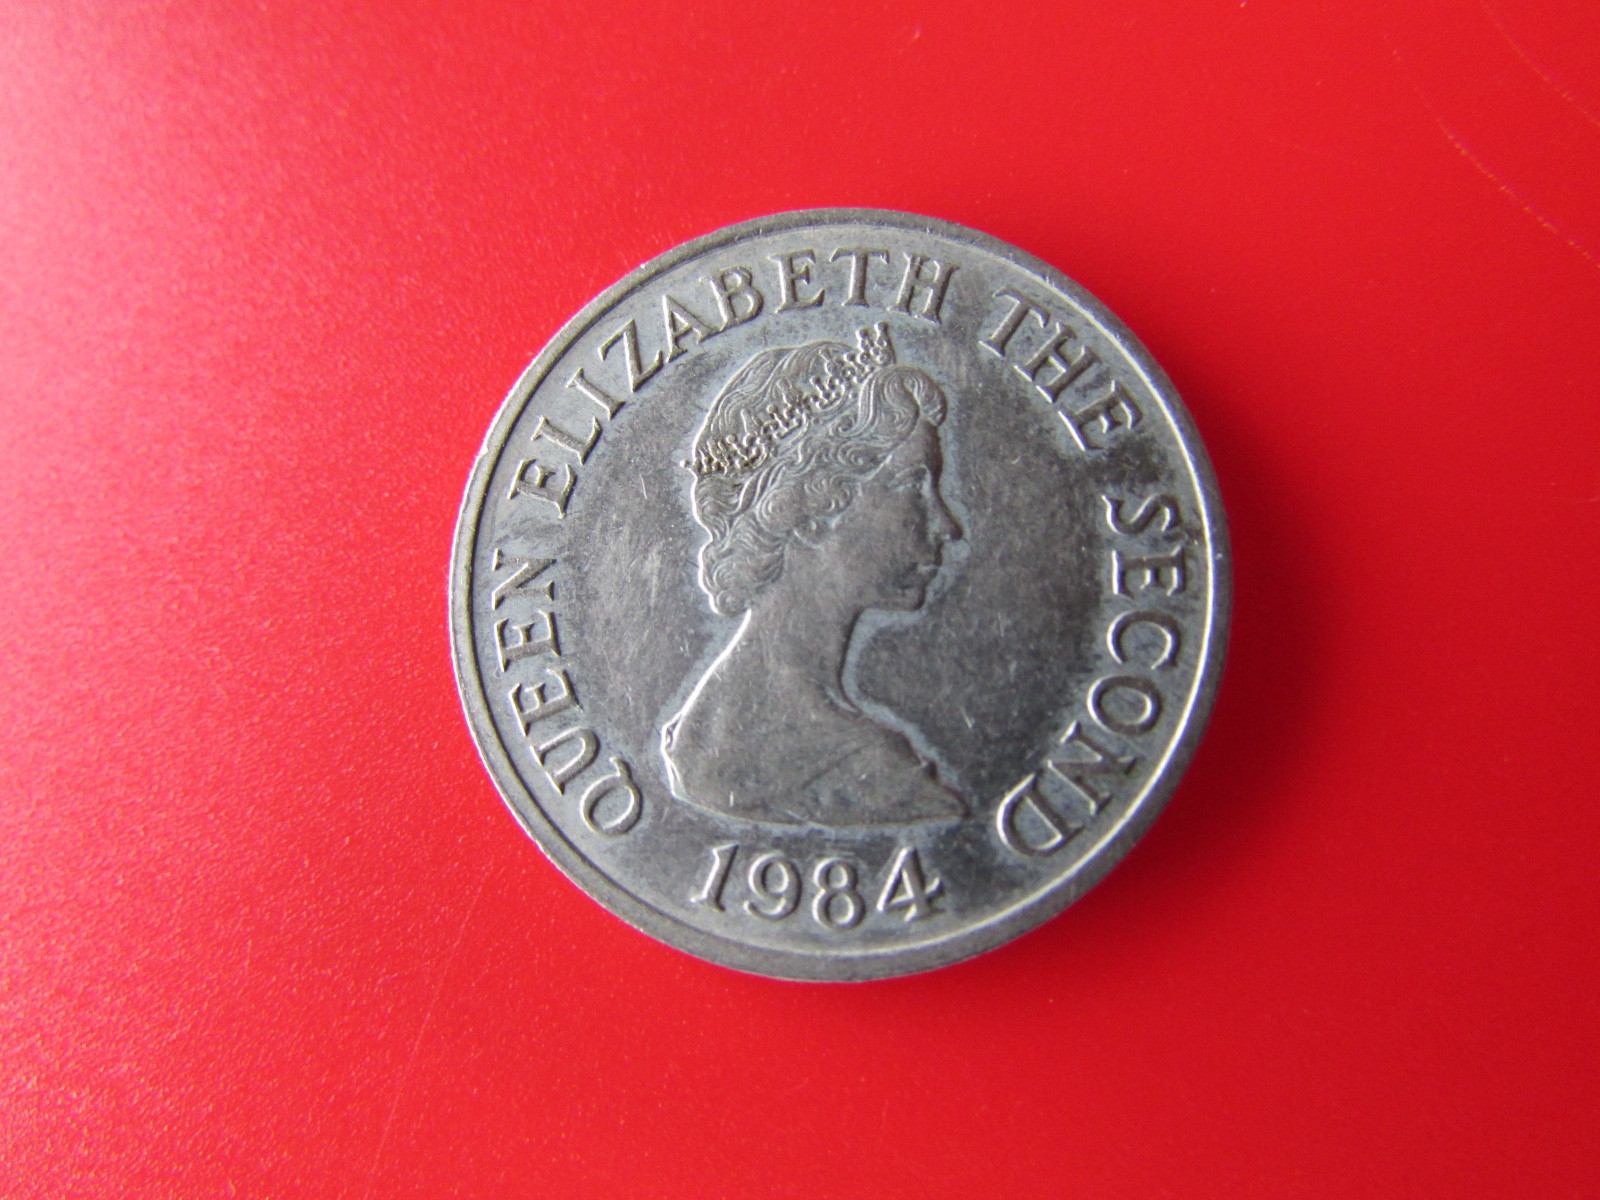 QUEEN ELIZABETH THE SECOND
1984